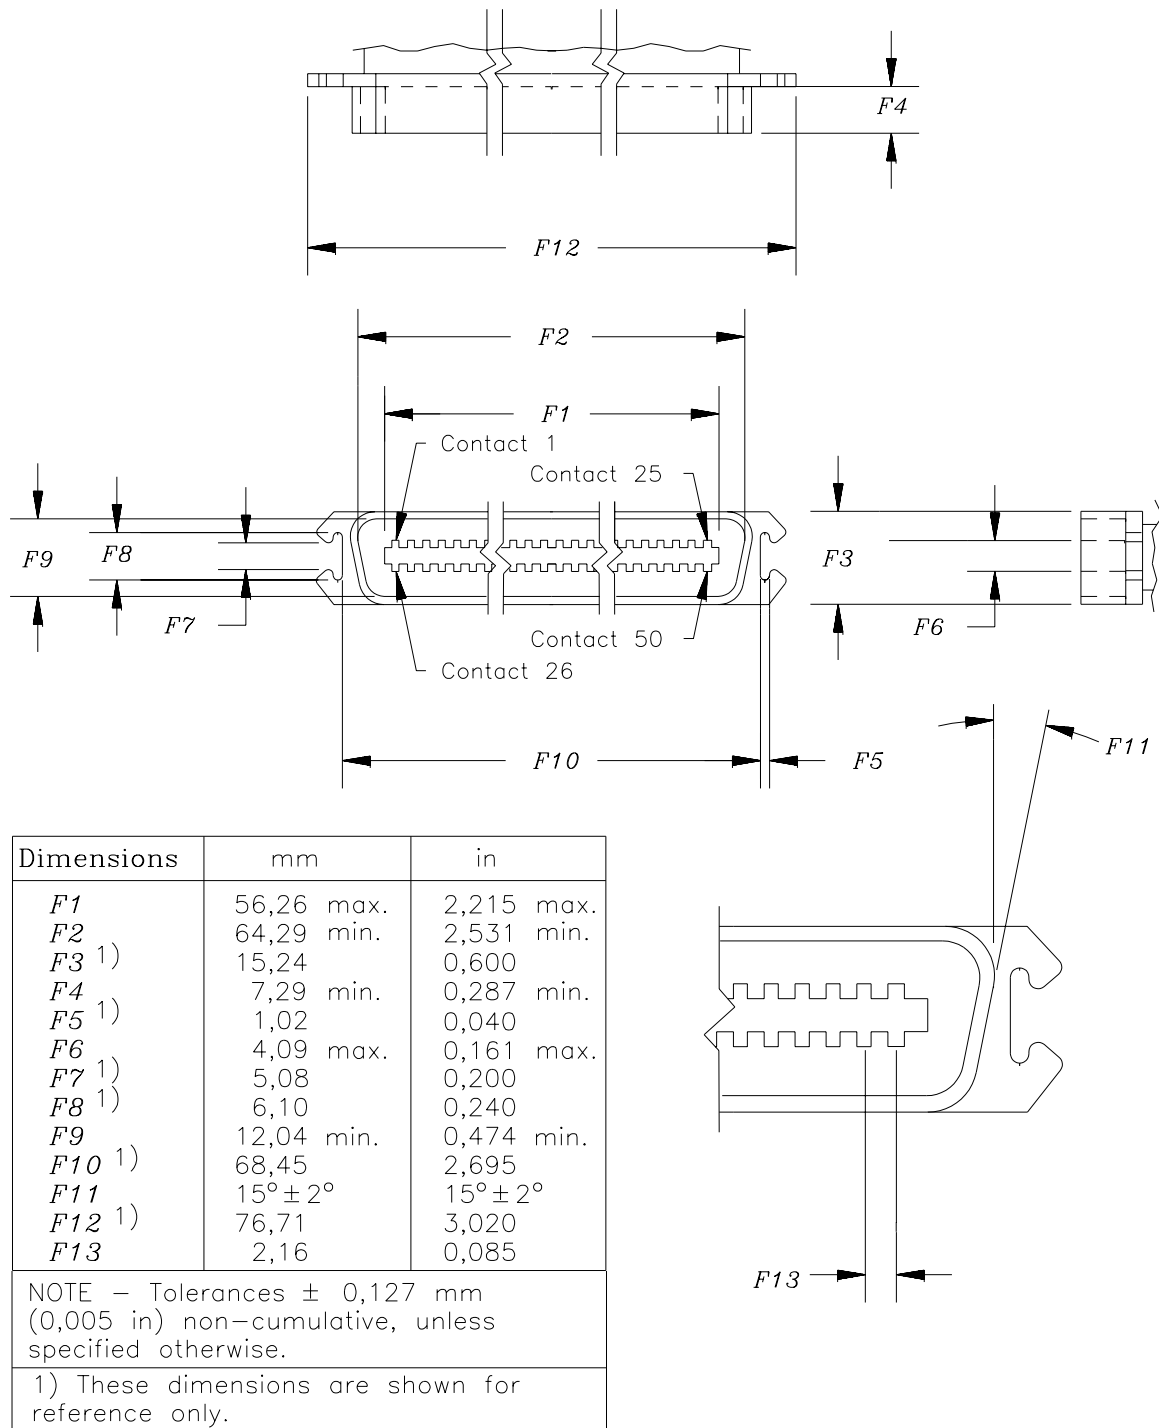 F4
F12
F2
F1
Contact 1
Contact 25
F9
F8
F3
F7
F6
Contact 50
Contact 26
F10
F5
F11
Dimensions mm in
F1 56,26 max. 2,215 max.
F2 64,29 min. 2,531 min.
F3 1) 15,24 0,600
F4 7,29 min. 0,287 min.
F5 1) 1,02 0,040
F6 4,09 max. 0,161 max.
F7 1) 5,08 0,200
F8 1) 6,10 0,240
F9 12,04 min. 0,474 min.
F10 1) 68,45 2,695
F11 15°±2° 15°±2°
F12 1) 76,71 3,020
F13 2,16 0,085
NOTE – Tolerances ± 0,127 mm
(0,005 in) non-cumulative, unless
specified otherwise.
1) These dimensions are shown for
reference only.
F13